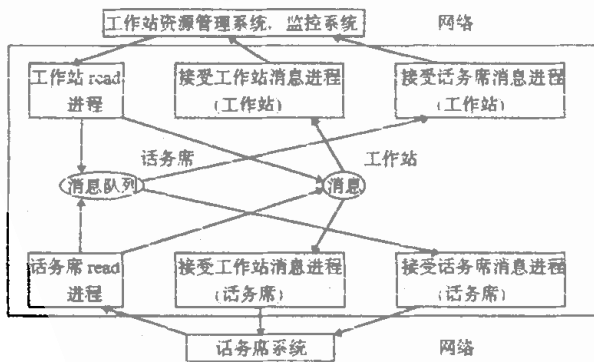 工作站资源管理系统，监控系统
网络
工作站 read
进程
接受工作站消息进程
（工作站）
接受话务席消息进程
（工作站）
话务席
工作站
消息队列
消息
话务席 read
进程
接受工作站消息进程
（话务席）
接受话务席消息进程
（话务席）
话务席系统
网络